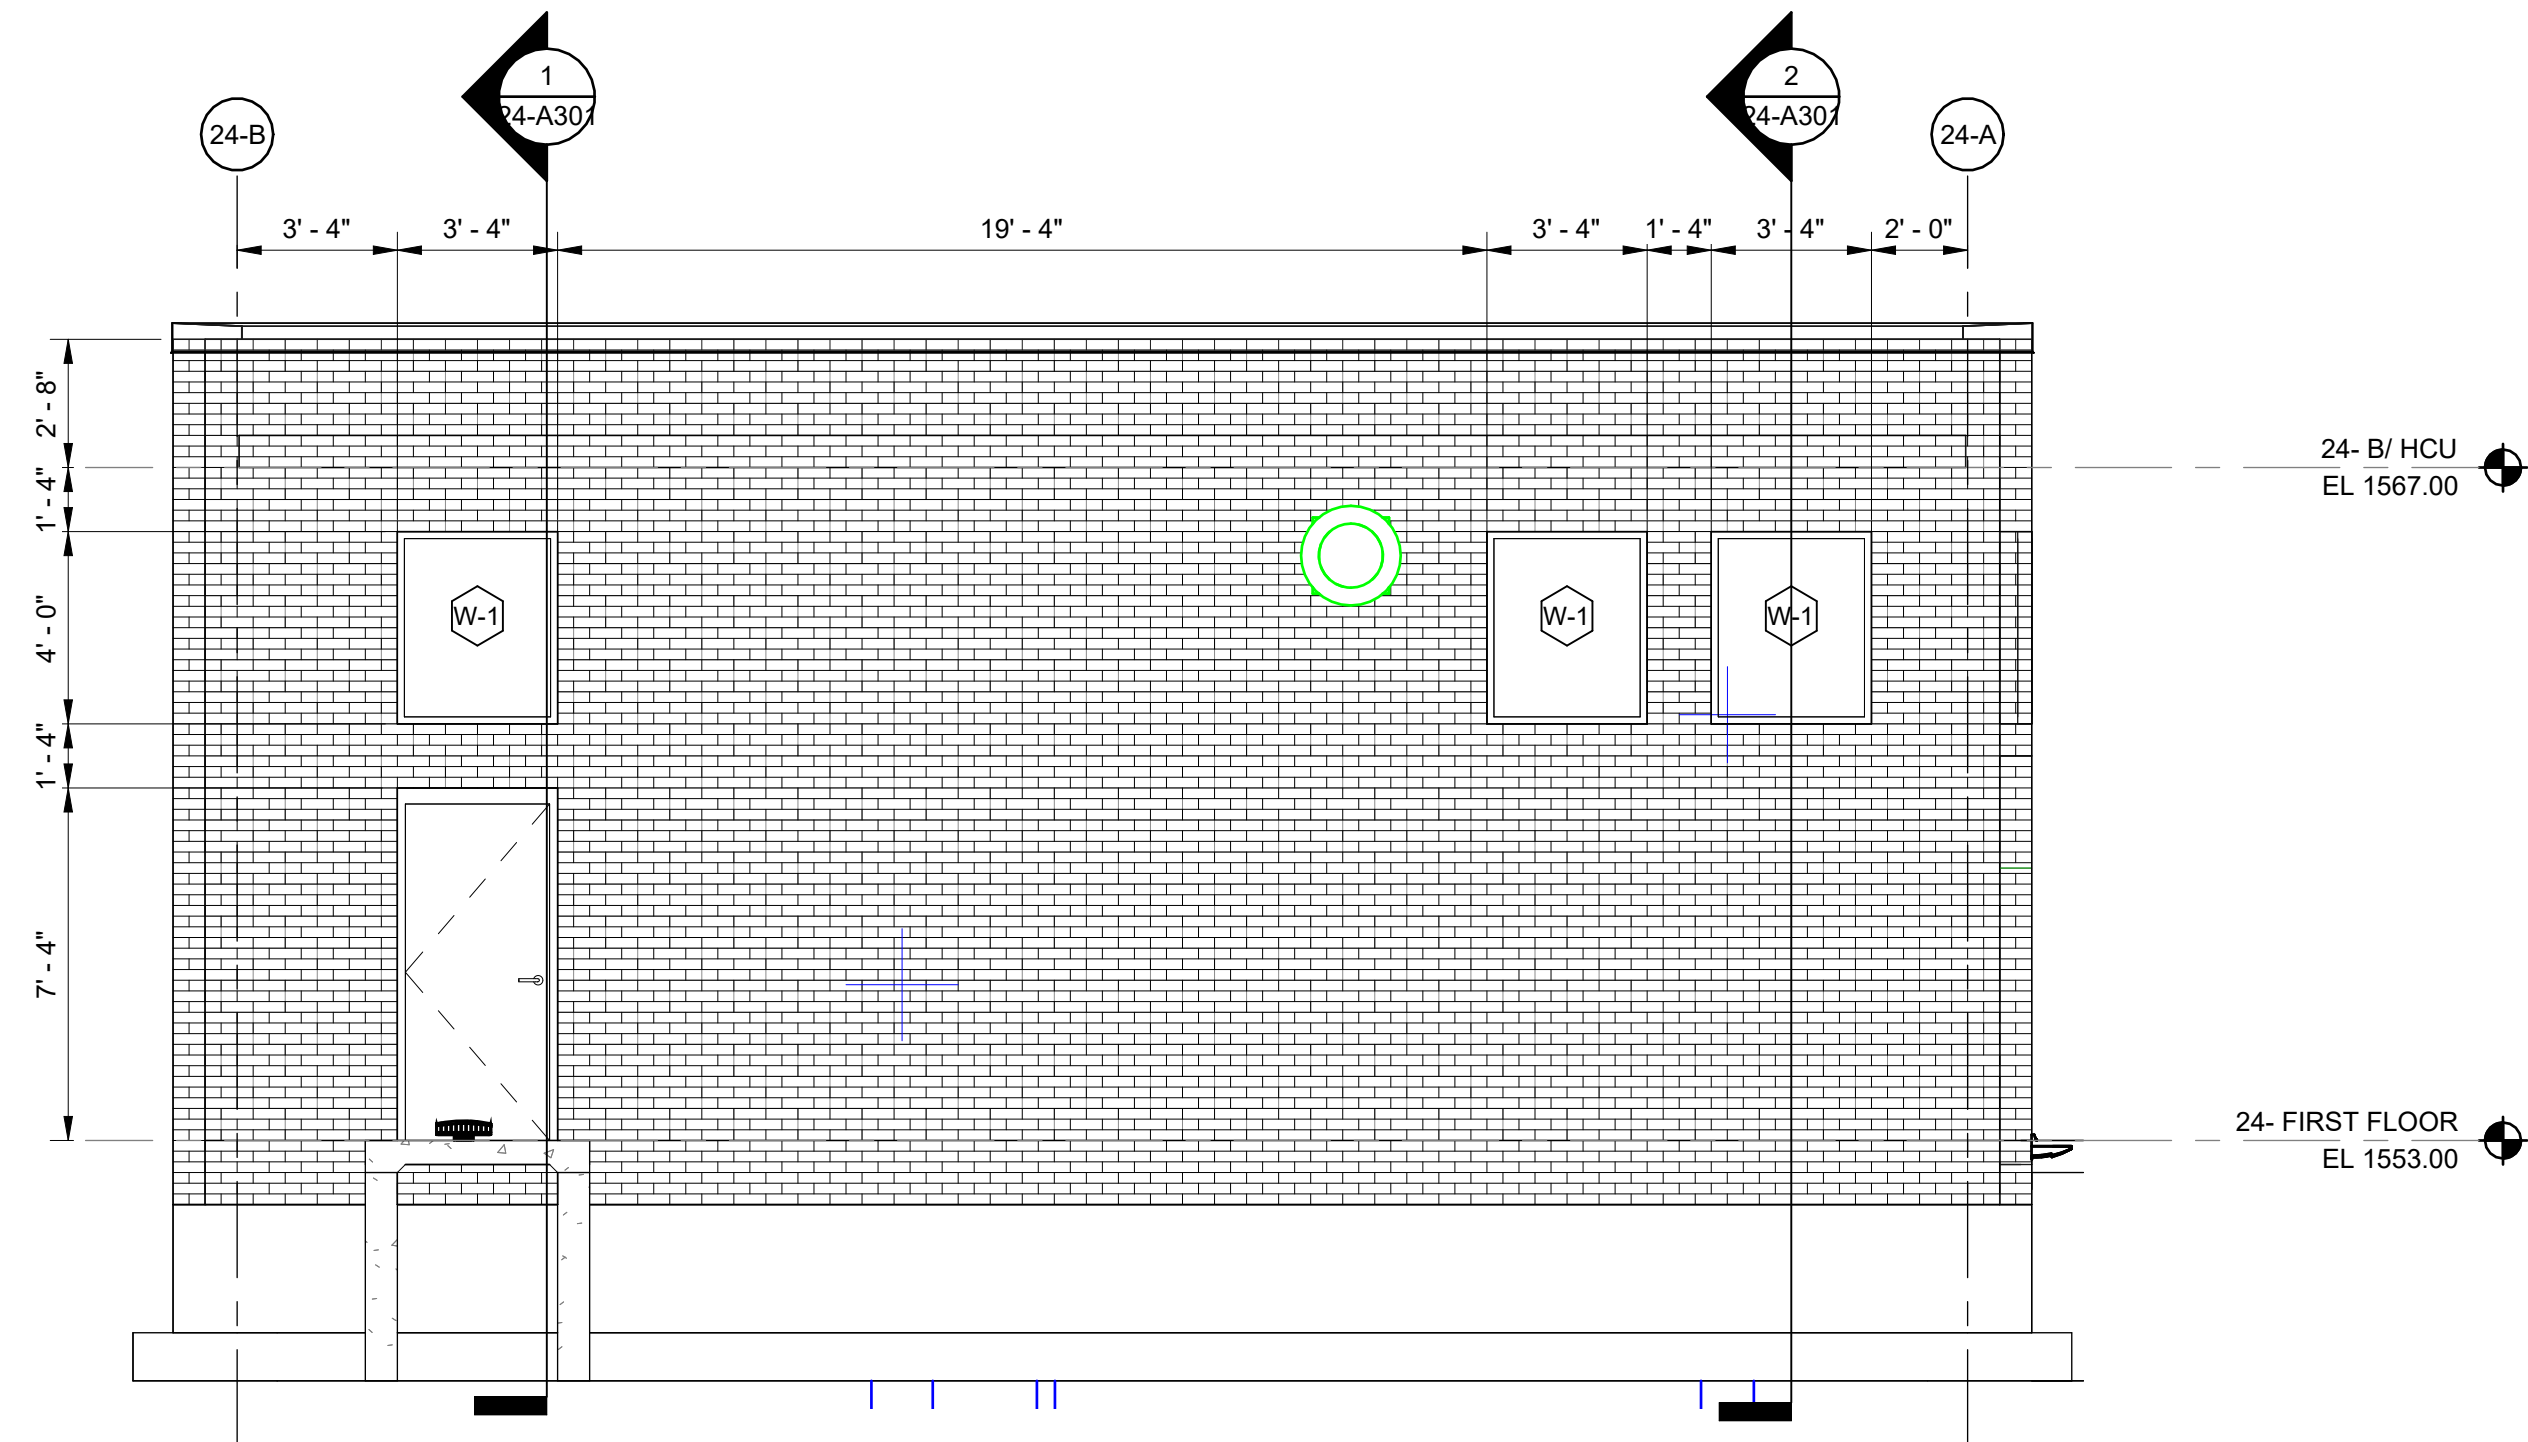 1
24-A301
2
24-A301
24-B
24-A
3' - 4"
3' - 4"
19' - 4"
3' - 4"
1' - 4"
3' - 4"
2' - 0"
2' - 8"
1' - 4"
4' - 0"
1' - 4"
7' - 4"
W-1
W-1
W-1
24- B/ HCU
EL 1567.00
24- FIRST FLOOR
EL 1553.00